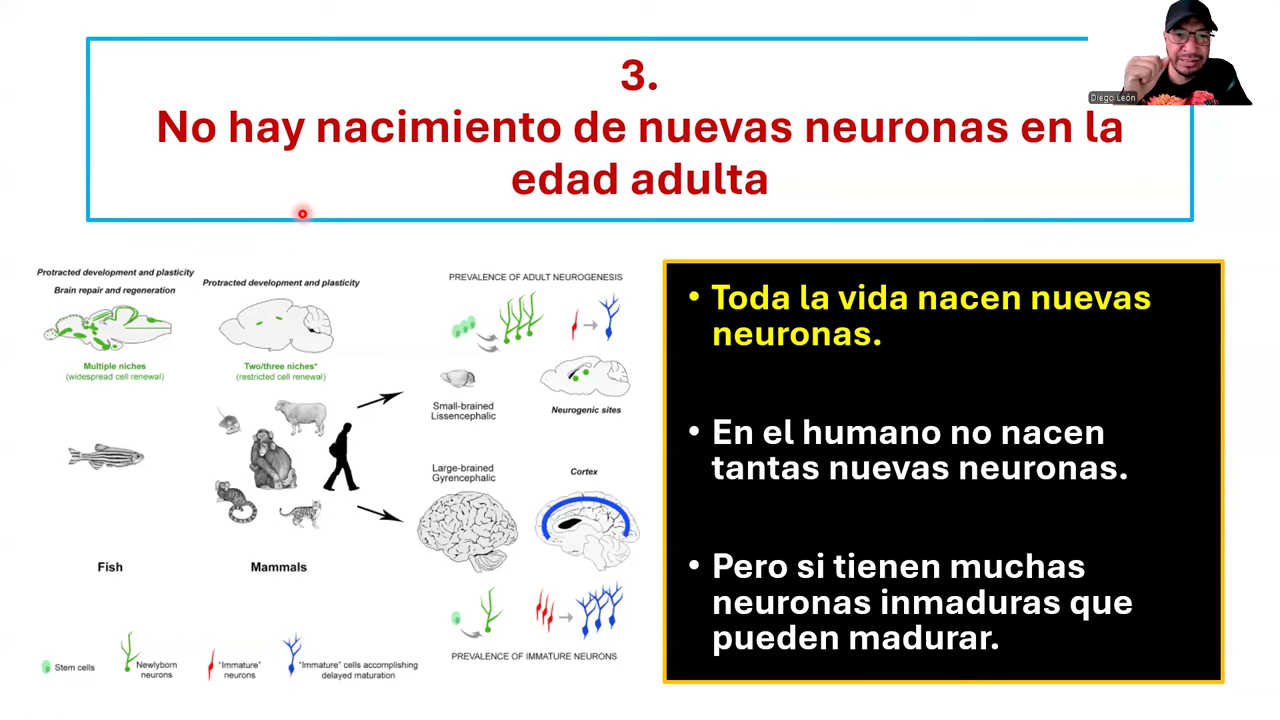 3.
No hay nacimiento de nuevas neuronas en la
edad adulta
Diego León
Protracted development and plasticity
Brain repair and regeneration
Multiple niches
(widespread cell renewal)
Fish
Protracted development and plasticity
Two/three niches*
(restricted cell renewal)
Mammals
PREVALENCE OF ADULT NEUROGENESIS
Small-brained
Lissencephalic
Neurogenic sites
Large-brained
Gyrencephalic
Cortex
PREVALENCE OF IMMATURE NEURONS
Stem cells
Newlyborn
neurons
"Immature"
neurons
"Immature" cells accomplishing
delayed maturation
• Toda la vida nacen nuevas
neuronas.
• En el humano no nacen
tantas nuevas neuronas.
• Pero si tienen muchas
neuronas inmaduras que
pueden madurar.